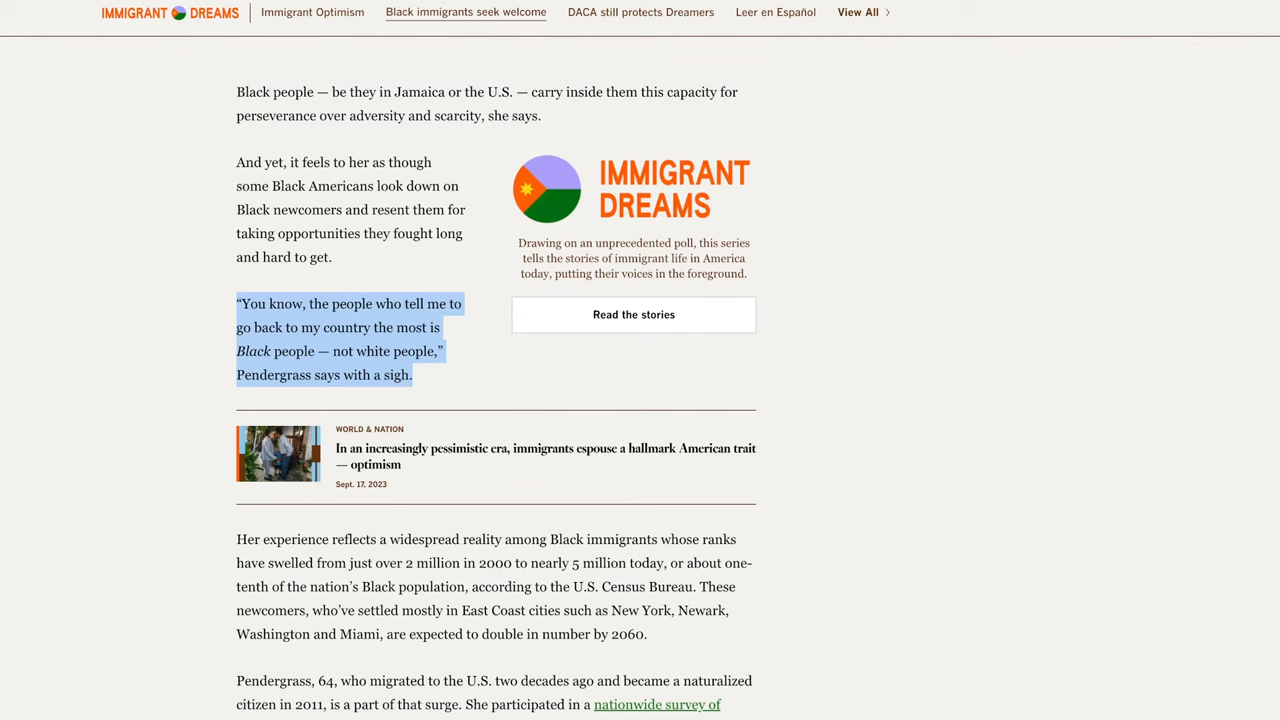 IMMIGRANT DREAMS
Immigrant Optimism
Black immigrants seek welcome
DACA still protects Dreamers
Leer en Español
View All
Black people — be they in Jamaica or the U.S. — carry inside them this capacity for
perseverance over adversity and scarcity, she says.
And yet, it feels to her as though
some Black Americans look down on
Black newcomers and resent them for
taking opportunities they fought long
and hard to get.
“You know, the people who tell me to
go back to my country the most is
Black people — not white people,”
Pendergrass says with a sigh.
IMMIGRANT
DREAMS
Drawing on an unprecedented poll, this series
tells the stories of immigrant life in America
today, putting their voices in the foreground.
Read the stories
WORLD & NATION
In an increasingly pessimistic era, immigrants espouse a hallmark American trait
— optimism
Sept. 17, 2023
Her experience reflects a widespread reality among Black immigrants whose ranks
have swelled from just over 2 million in 2000 to nearly 5 million today, or about one-
tenth of the nation’s Black population, according to the U.S. Census Bureau. These
newcomers, who’ve settled mostly in East Coast cities such as New York, Newark,
Washington and Miami, are expected to double in number by 2060.
Pendergrass, 64, who migrated to the U.S. two decades ago and became a naturalized
citizen in 2011, is a part of that surge. She participated in a nationwide survey of